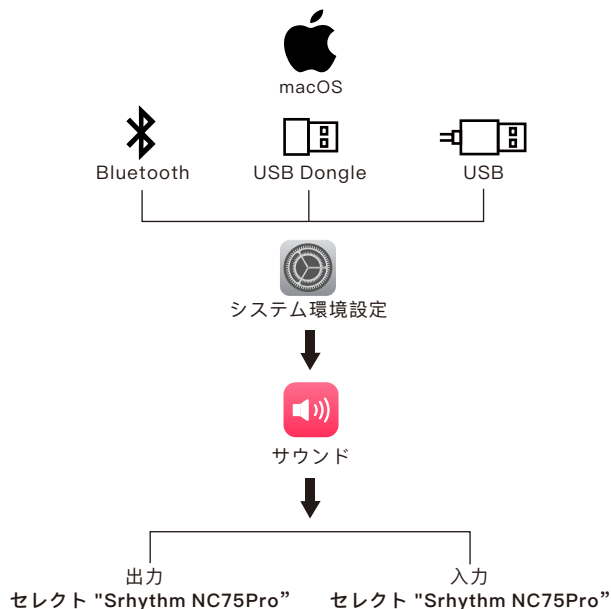 macOS
Bluetooth USB Dongle USB
システム環境設定
サウンド
出力 入力
セレクト "Srhythm NC75Pro” セレクト "Srhythm NC75Pro”